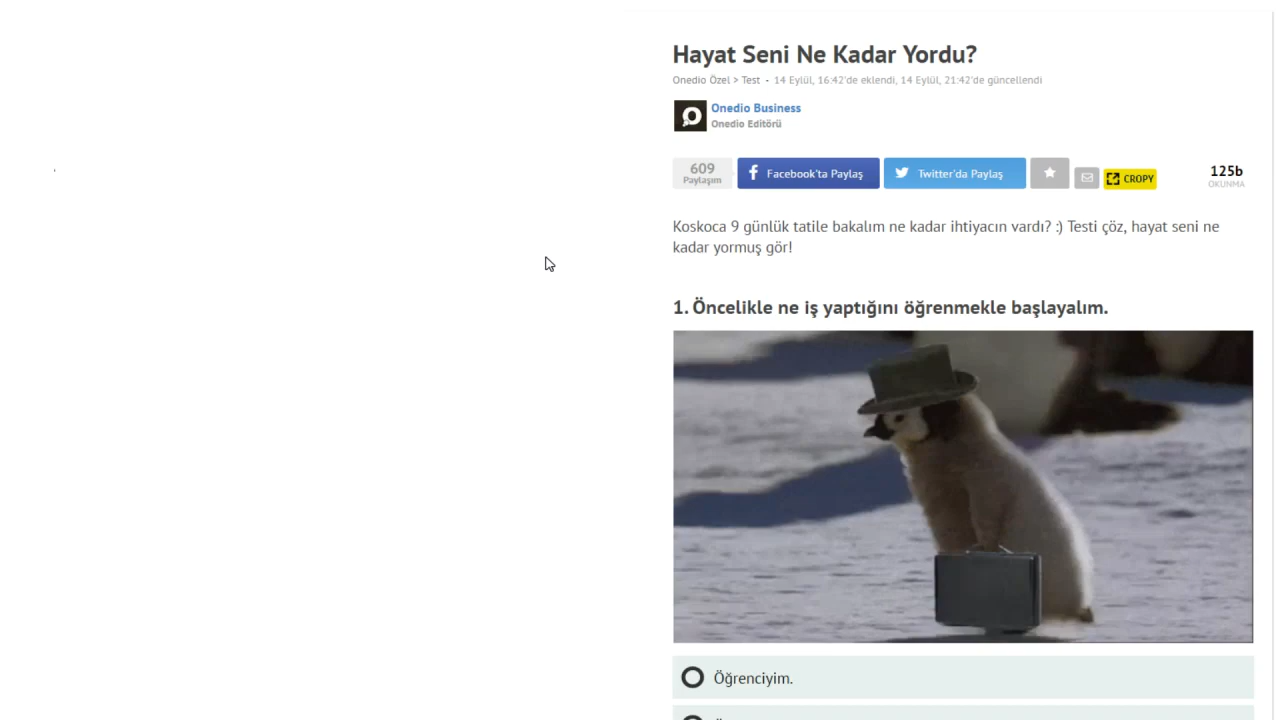 Hayat Seni Ne Kadar Yordu?
Onedio Özel > Test - 14 Eylül, 16:42'de eklendi, 14 Eylül, 21:42'de güncellendi
Onedio Business
Onedio Editörü
609
Paylaşım
Facebook'ta Paylaş
Twitter'da Paylaş
CROPY
125b
OKUNMA
Koskoca 9 günlük tatile bakalım ne kadar ihtiyacın vardı? :) Testi çöz, hayat seni ne
kadar yormuş gör!
1. Öncelikle ne iş yaptığını öğrenmekle başlayalım.
Öğrenciyim.